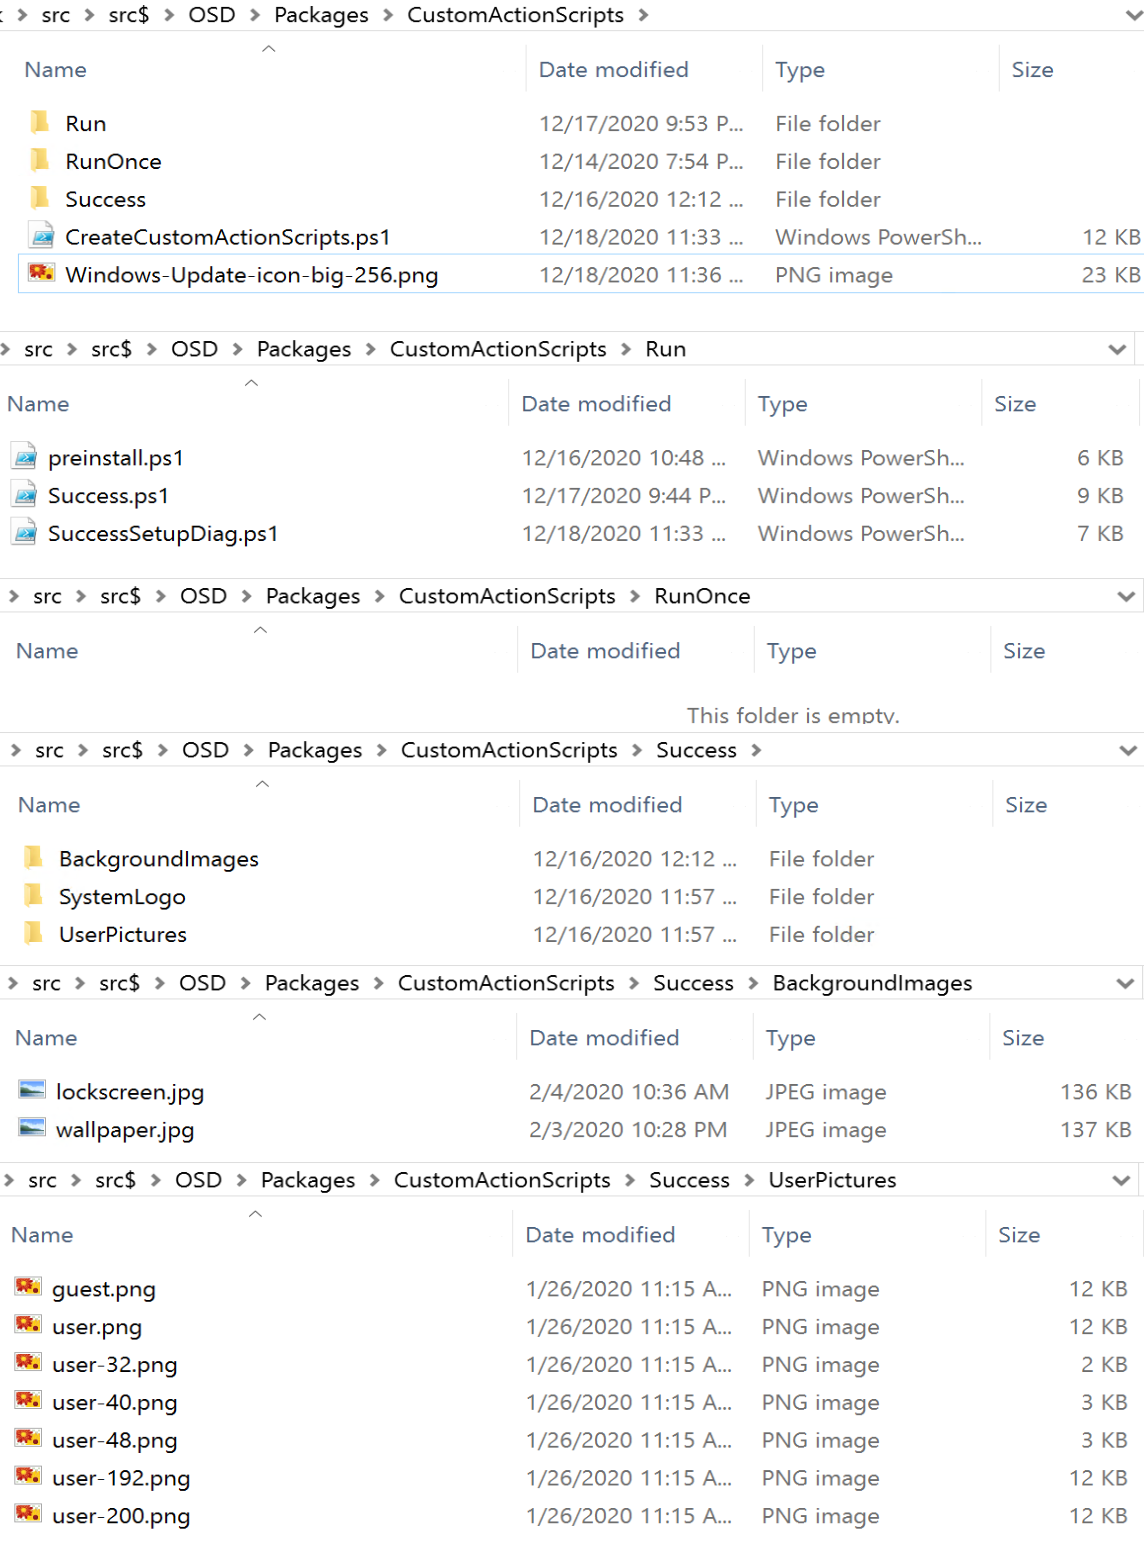 src src$ OSD Packages CustomActionScripts
Name Date modified Type Size
Run 12/17/2020 9:53 P... File folder
RunOnce 12/14/2020 7:54 P... File folder
Success 12/16/2020 12:12 ... File folder
CreateCustomActionScripts.ps1 12/18/2020 11:33 ... Windows PowerSh... 12 KB
Windows-Update-icon-big-256.png 12/18/2020 11:36 ... PNG image 23 KB
src src$ OSD Packages CustomActionScripts Run
Name Date modified Type Size
preinstall.ps1 12/16/2020 10:48 ... Windows PowerSh... 6 KB
Success.ps1 12/17/2020 9:44 P... Windows PowerSh... 9 KB
SuccessSetupDiag.ps1 12/18/2020 11:33 ... Windows PowerSh... 7 KB
src src$ OSD Packages CustomActionScripts RunOnce
Name Date modified Type Size
This folder is empty.
src src$ OSD Packages CustomActionScripts Success
Name Date modified Type Size
BackgroundImages 12/16/2020 12:12 ... File folder
SystemLogo 12/16/2020 11:57 ... File folder
UserPictures 12/16/2020 11:57 ... File folder
src src$ OSD Packages CustomActionScripts Success BackgroundImages
Name Date modified Type Size
lockscreen.jpg 2/4/2020 10:36 AM JPEG image 136 KB
wallpaper.jpg 2/3/2020 10:28 PM JPEG image 137 KB
src src$ OSD Packages CustomActionScripts Success UserPictures
Name Date modified Type Size
guest.png 1/26/2020 11:15 A... PNG image 12 KB
user.png 1/26/2020 11:15 A... PNG image 12 KB
user-32.png 1/26/2020 11:15 A... PNG image 2 KB
user-40.png 1/26/2020 11:15 A... PNG image 3 KB
user-48.png 1/26/2020 11:15 A... PNG image 3 KB
user-192.png 1/26/2020 11:15 A... PNG image 12 KB
user-200.png 1/26/2020 11:15 A... PNG image 12 KB